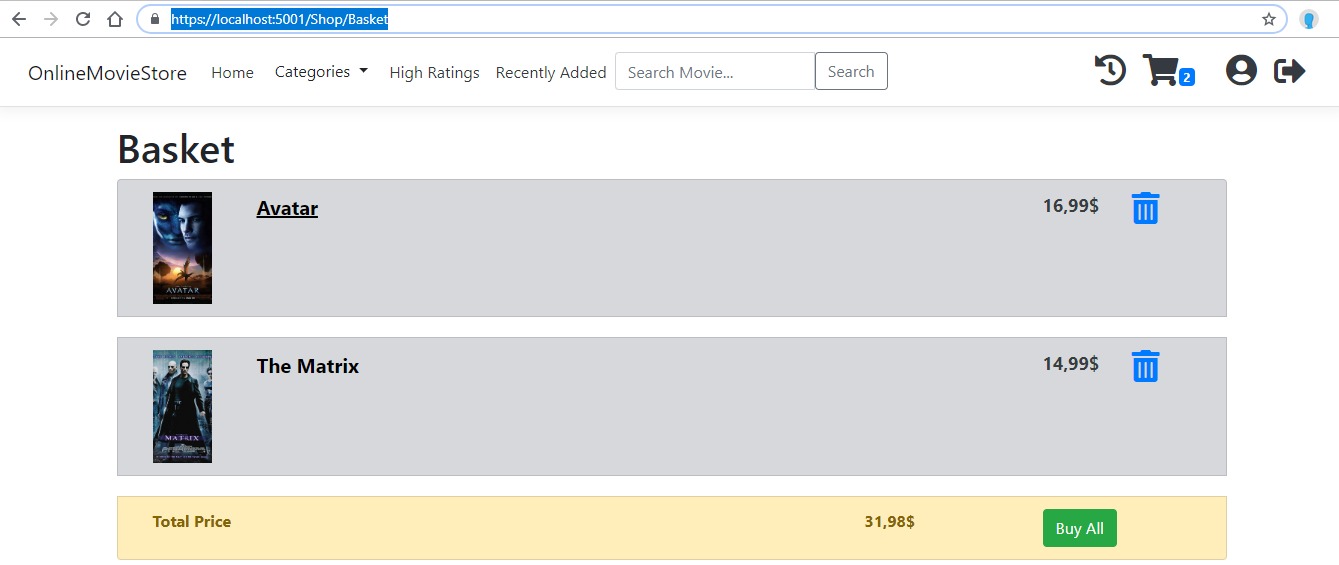 https://localhost:5001/Shop/Basket
OnlineMovieStore Home Categories High Ratings Recently Added Search Movie... Search 2
Basket
Avatar 16,99$
AVATAR
The Matrix 14,99$
MATRIX
Total Price 31,98$ Buy All